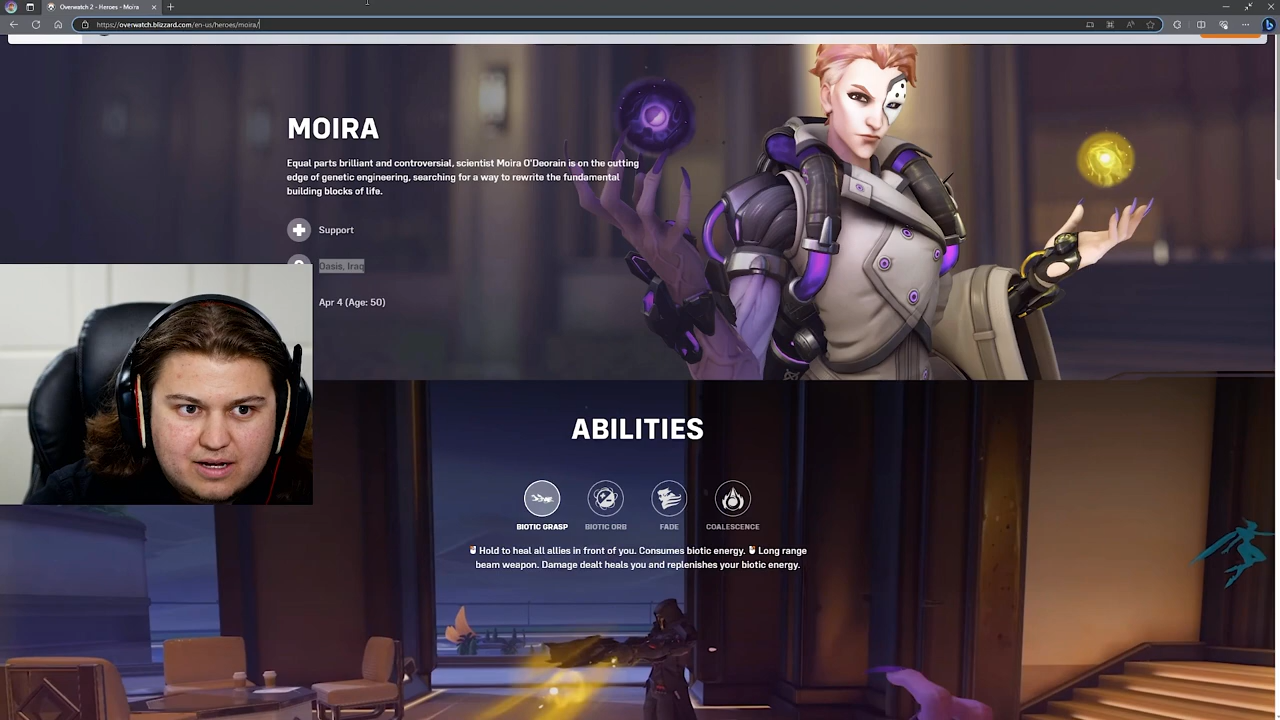 Overwatch 2 - Heroes - Moira
https://overwatch.blizzard.com/en-us/heroes/moira/
MOIRA
Equal parts brilliant and controversial, scientist Moira O'Deorain is on the cutting
edge of genetic engineering, searching for a way to rewrite the fundamental
building blocks of life.
Support
Oasis, Iraq
Apr 4 (Age: 50)
ABILITIES
BIOTIC GRASP
BIOTIC ORB
FADE
COALESCENCE
Hold to heal all allies in front of you. Consumes biotic energy. Long range
beam weapon. Damage dealt heals you and replenishes your biotic energy.